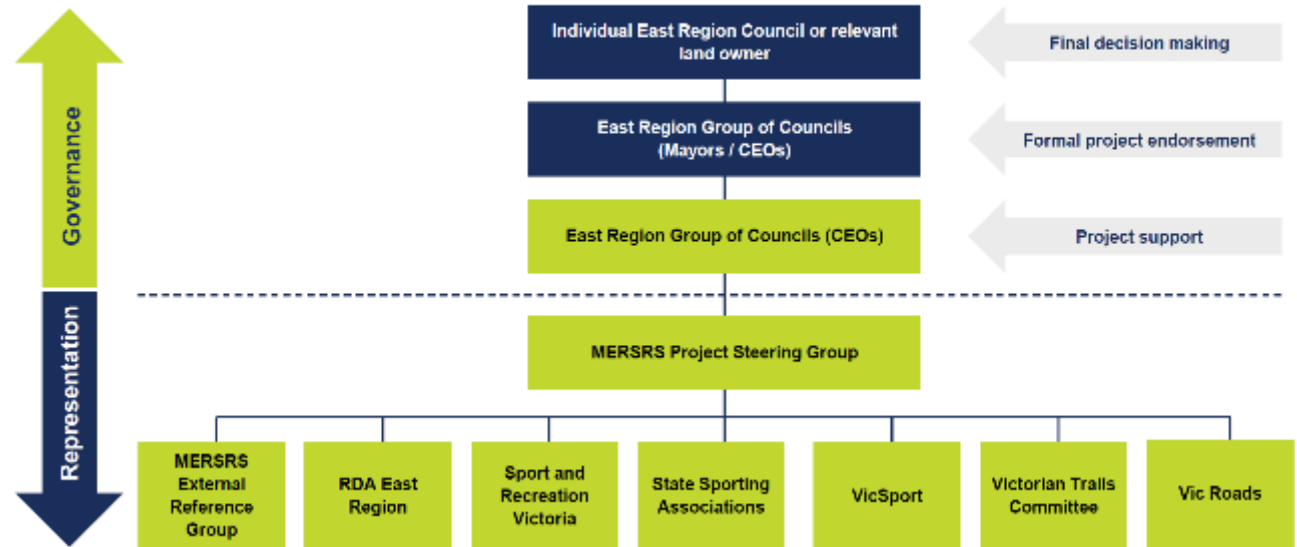 Individual East Region Council or relevant
land owner
Final decision making
East Region Group of Councils
(Mayors / CEOs)
Formal project endorsement
Governance
East Region Group of Councils (CEOs)
Project support
MERSRS Project Steering Group
Representation
MERSRS
External
Reference
Group
RDA East
Region
Sport and
Recreation
Victoria
State Sporting
Associations
VicSport
Victorian Trails
Committee
Vic Roads